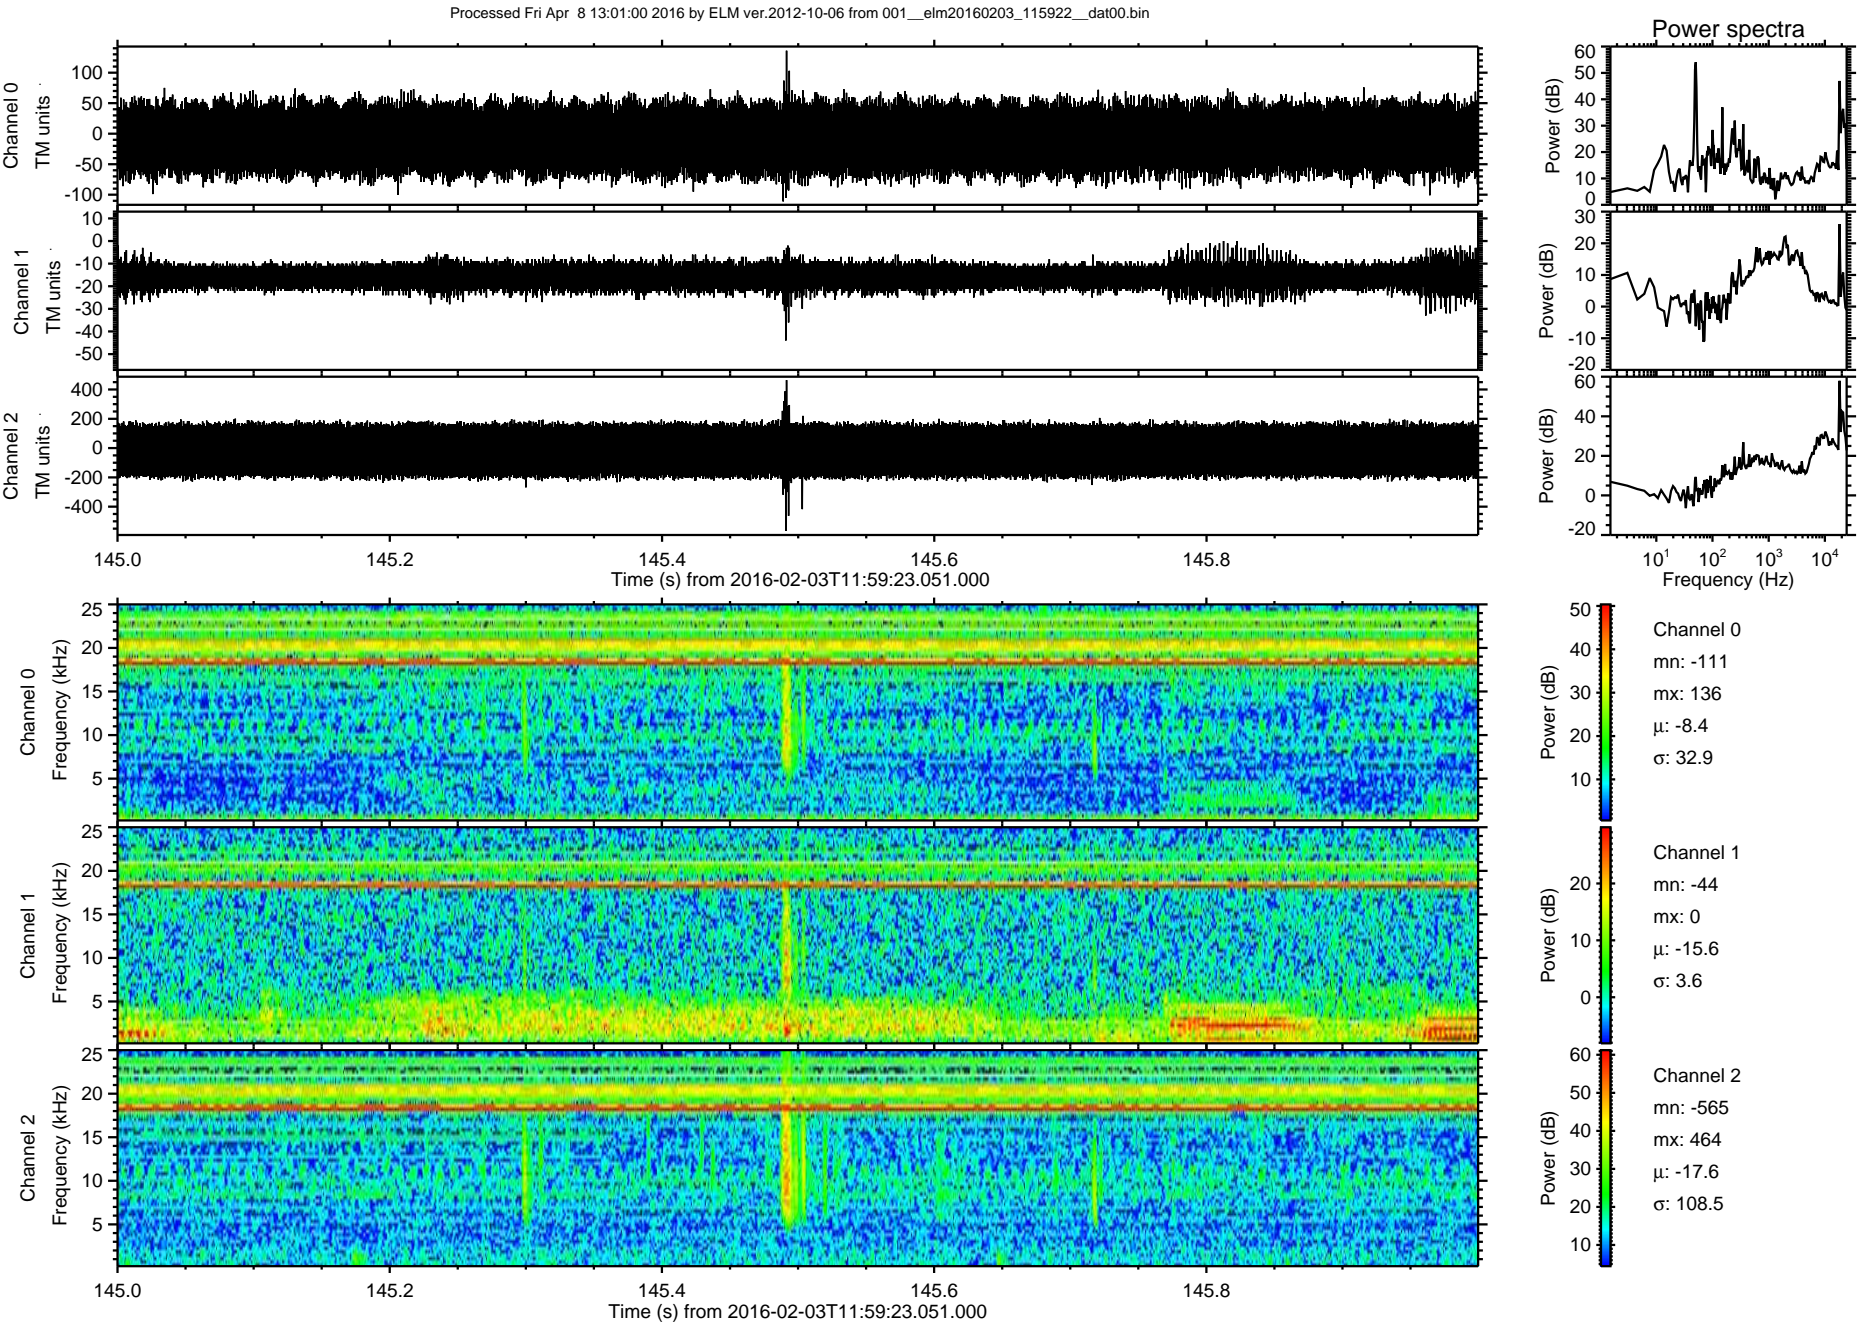 Processed Fri Apr  8 13:01:00 2016 by ELM ver.2012-10-06 from 001__elm20160203_115922__dat00.bin
Power spectra
Channel 0
TM units
100
50
0
-50
-100
Power (dB)
60
50
40
30
20
10
0
Channel 1
TM units
10
0
-10
-20
-30
-40
-50
Power (dB)
30
20
10
0
-10
-20
Channel 2
TM units
400
200
0
-200
-400
Power (dB)
60
40
20
0
-20
145.0 145.2 145.4 145.6 145.8
Time (s) from 2016-02-03T11:59:23.051.000
10¹ 10² 10³ 10⁴
Frequency (Hz)
Channel 0
Frequency (kHz)
25
20
15
10
5
Power (dB)
50
40
30
20
10
Channel 0
mn: -111
mx: 136
μ: -8.4
σ: 32.9
Channel 1
Frequency (kHz)
25
20
15
10
5
Power (dB)
20
10
0
Channel 1
mn: -44
mx: 0
μ: -15.6
σ: 3.6
Channel 2
Frequency (kHz)
25
20
15
10
5
Power (dB)
60
50
40
30
20
10
Channel 2
mn: -565
mx: 464
μ: -17.6
σ: 108.5
145.0 145.2 145.4 145.6 145.8
Time (s) from 2016-02-03T11:59:23.051.000